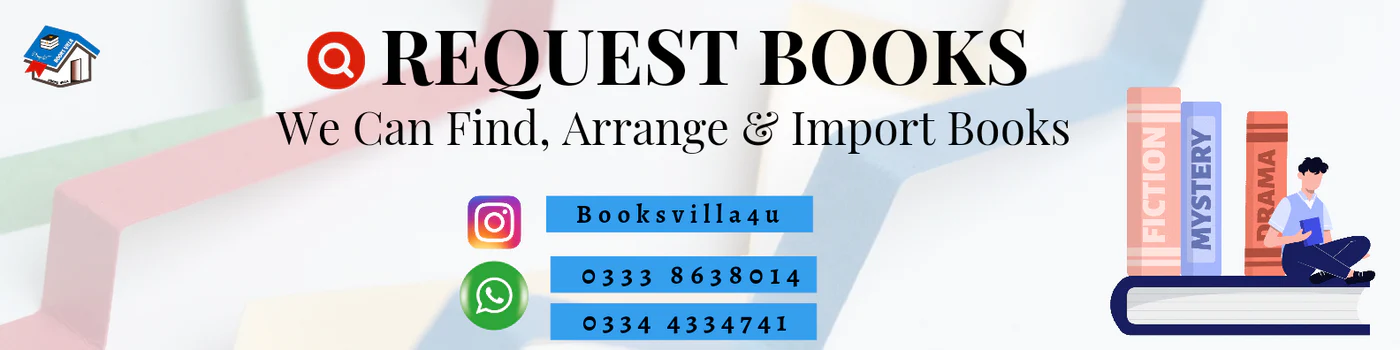 REQUEST BOOKS
We Can Find, Arrange & Import Books
Booksvilla4u
0333 8638014
0334 4334741
FICTION
MYSTERY
DRAMA